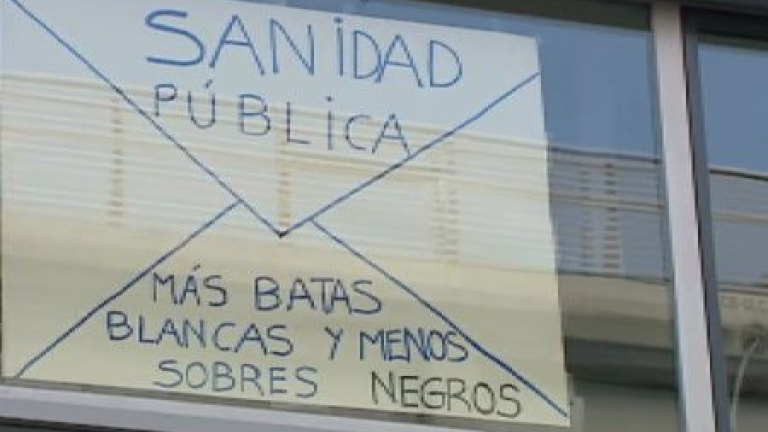 SANIDAD
PÚBLICA
MÁS BATAS
BLANCAS Y MENOS
SOBRES NEGROS